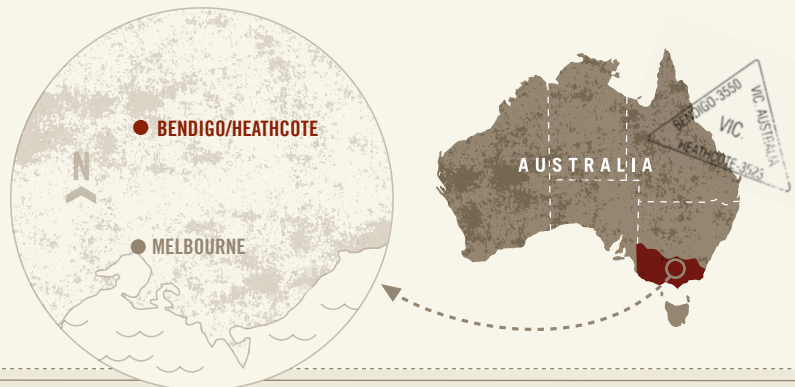 BENDIGO/HEATHCOTE
N
MELBOURNE
AUSTRALIA
BENDIGO-3550
VIC. AUSTRALIA
VIC.
HEATHCOTE-3523